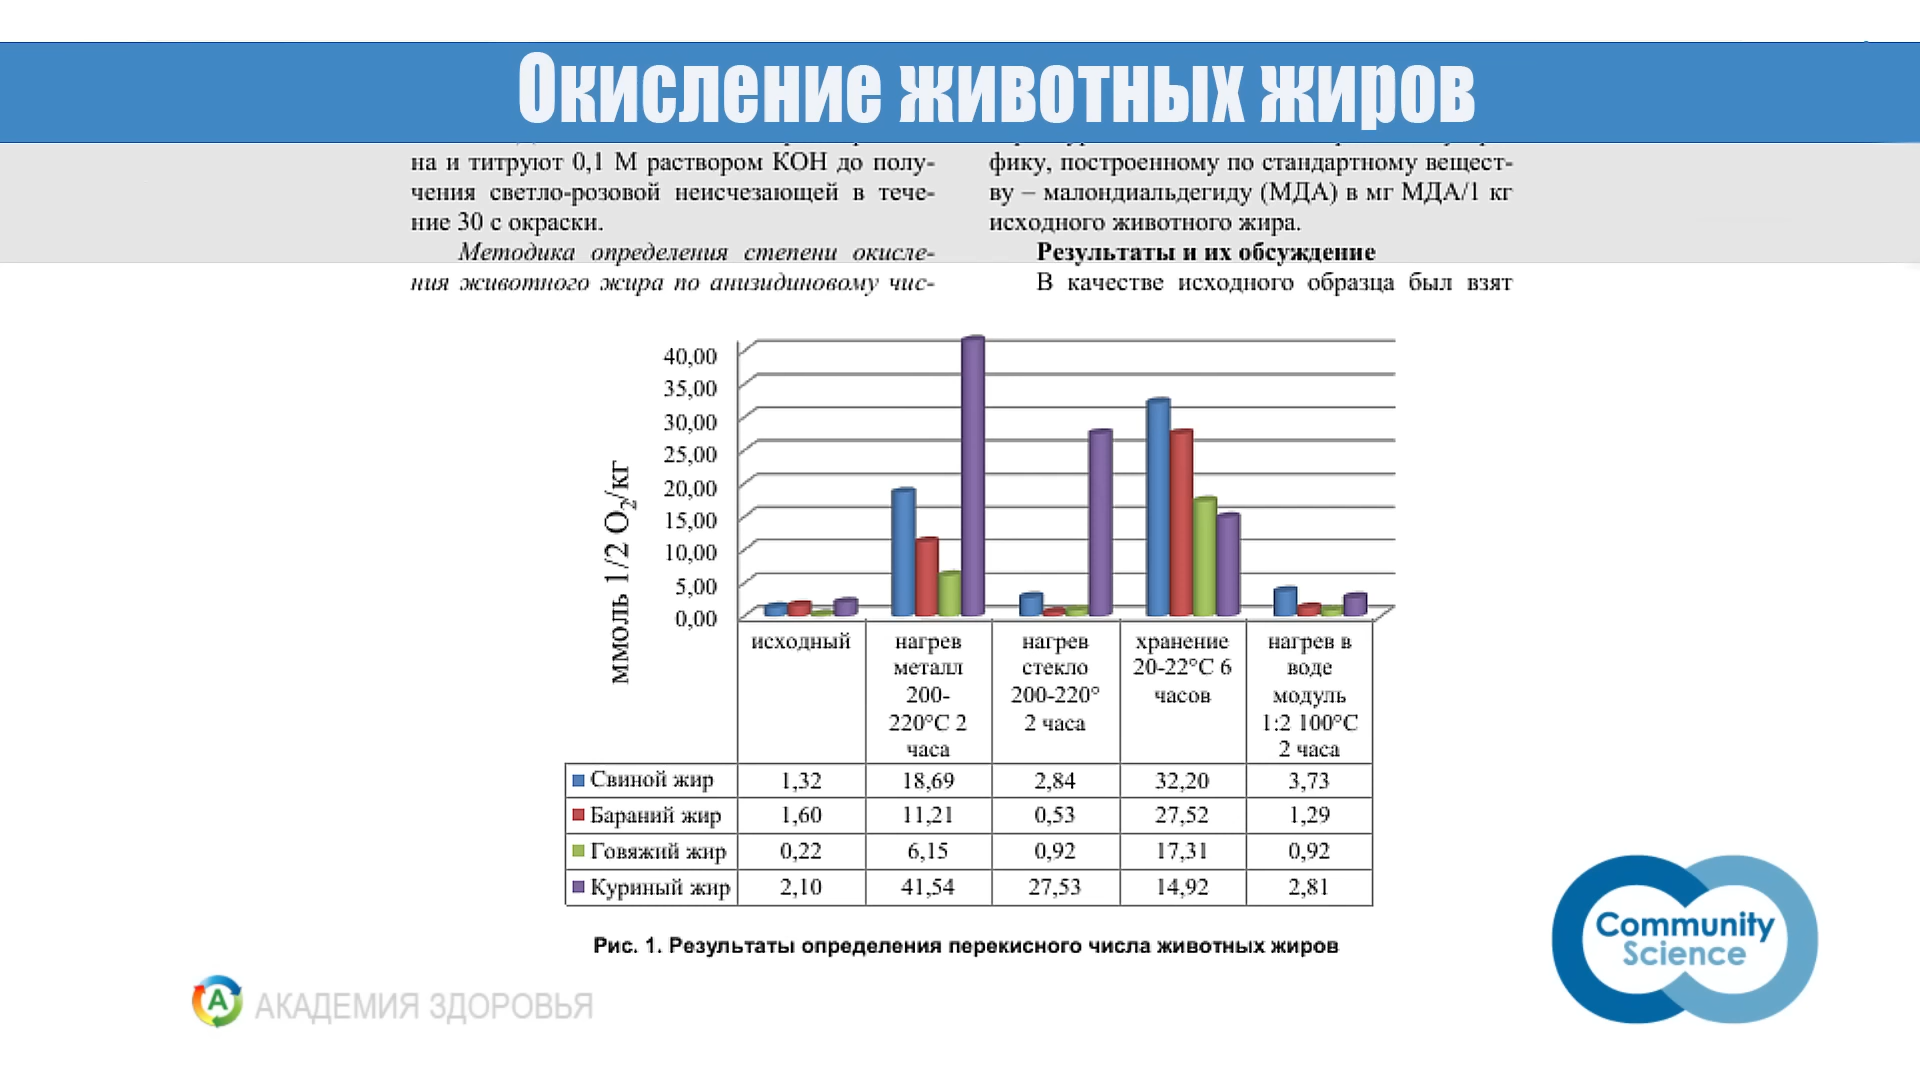 Окисление животных жиров
на и титруют 0,1 М раствором КОН до полу-
чения светло-розовой неисчезающей в тече-
ние 30 с окраски.
Методика определения степени окисле-
ния животного жира по анизидиновому чис-
фику, построенному по стандартному вещест-
ву – малондиальдегиду (МДА) в мг МДА/1 кг
исходного животного жира.
Результаты и их обсуждение
В качестве исходного образца был взят
ммоль 1/2 O₂/кг
40,00
35,00
30,00
25,00
20,00
15,00
10,00
5,00
0,00
исходный
нагрев
металл
200-
220°С 2
часа
нагрев
стекло
200-220°
2 часа
хранение
20-22°С 6
часов
нагрев в
воде
модуль
1:2 100°С
2 часа
Свиной жир 1,32 18,69 2,84 32,20 3,73
Бараний жир 1,60 11,21 0,53 27,52 1,29
Говяжий жир 0,22 6,15 0,92 17,31 0,92
Куриный жир 2,10 41,54 27,53 14,92 2,81
Рис. 1. Результаты определения перекисного числа животных жиров
А АКАДЕМИЯ ЗДОРОВЬЯ
Community
Science